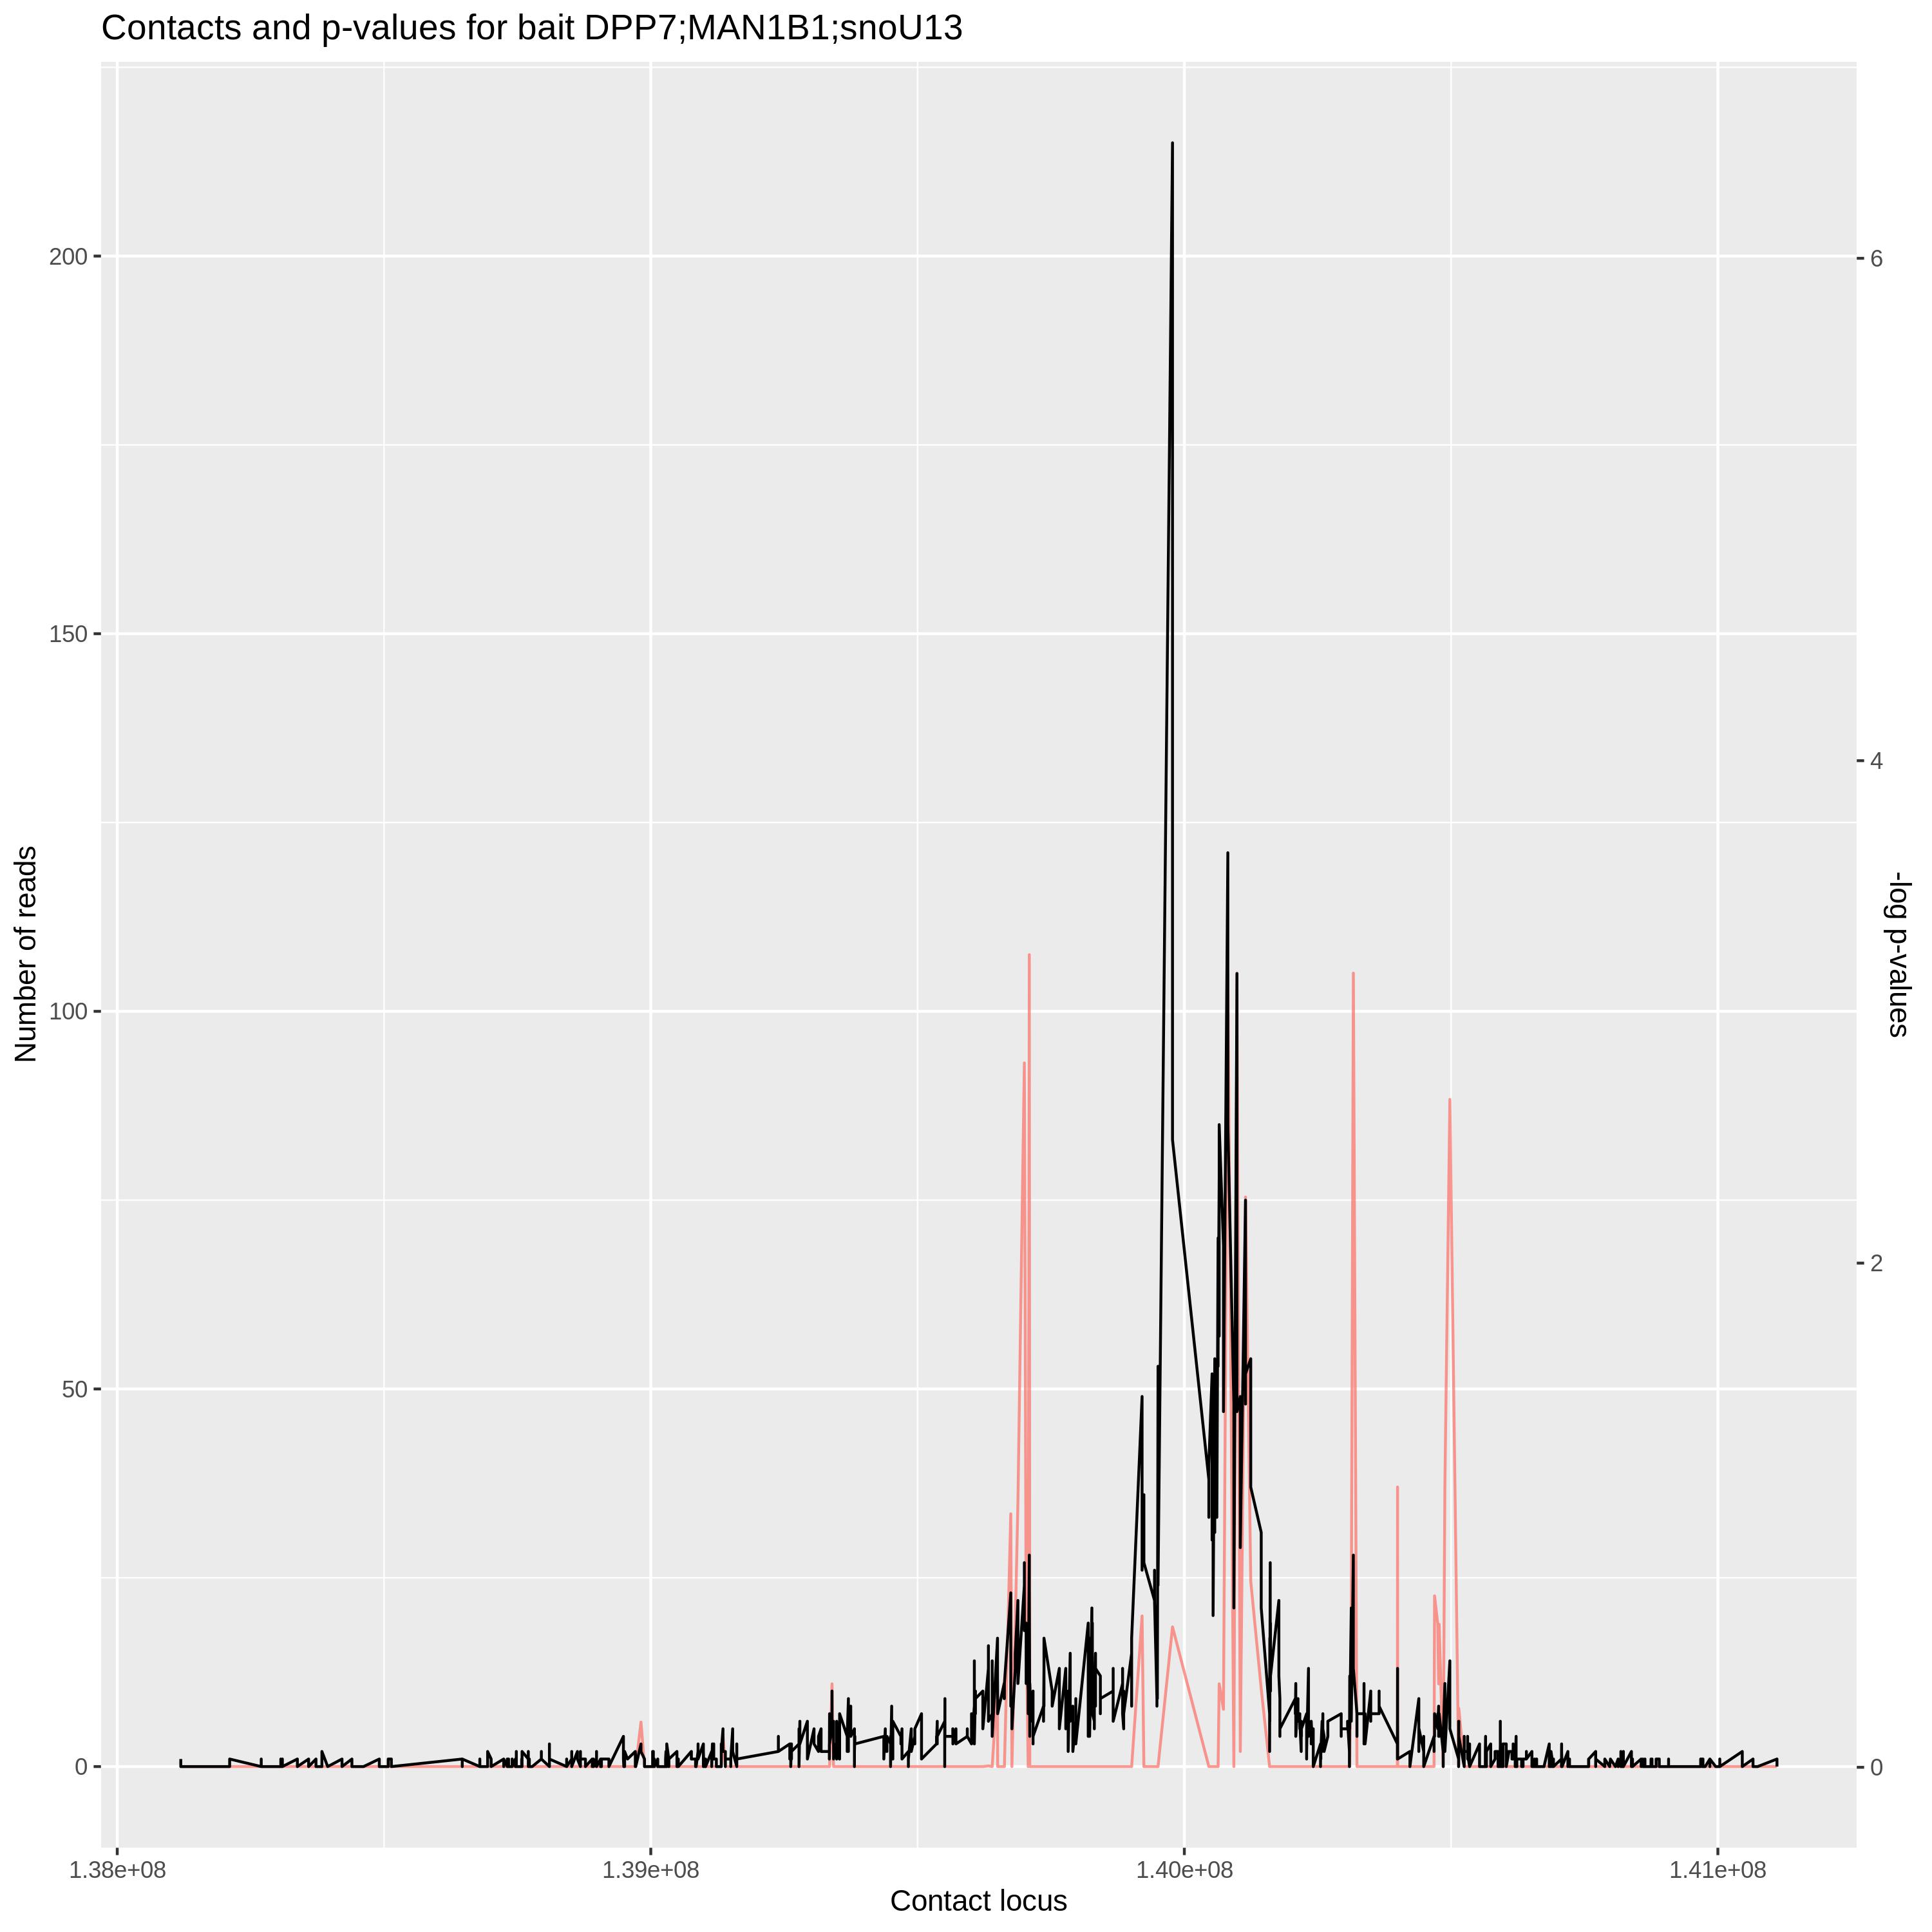 Contacts and p-values for bait DPP7;MAN1B1;snoU13
200
150
100
50
0
Number of reads
6
4
2
0
-log p-values
1.38e+08
1.39e+08
1.40e+08
1.41e+08
Contact locus